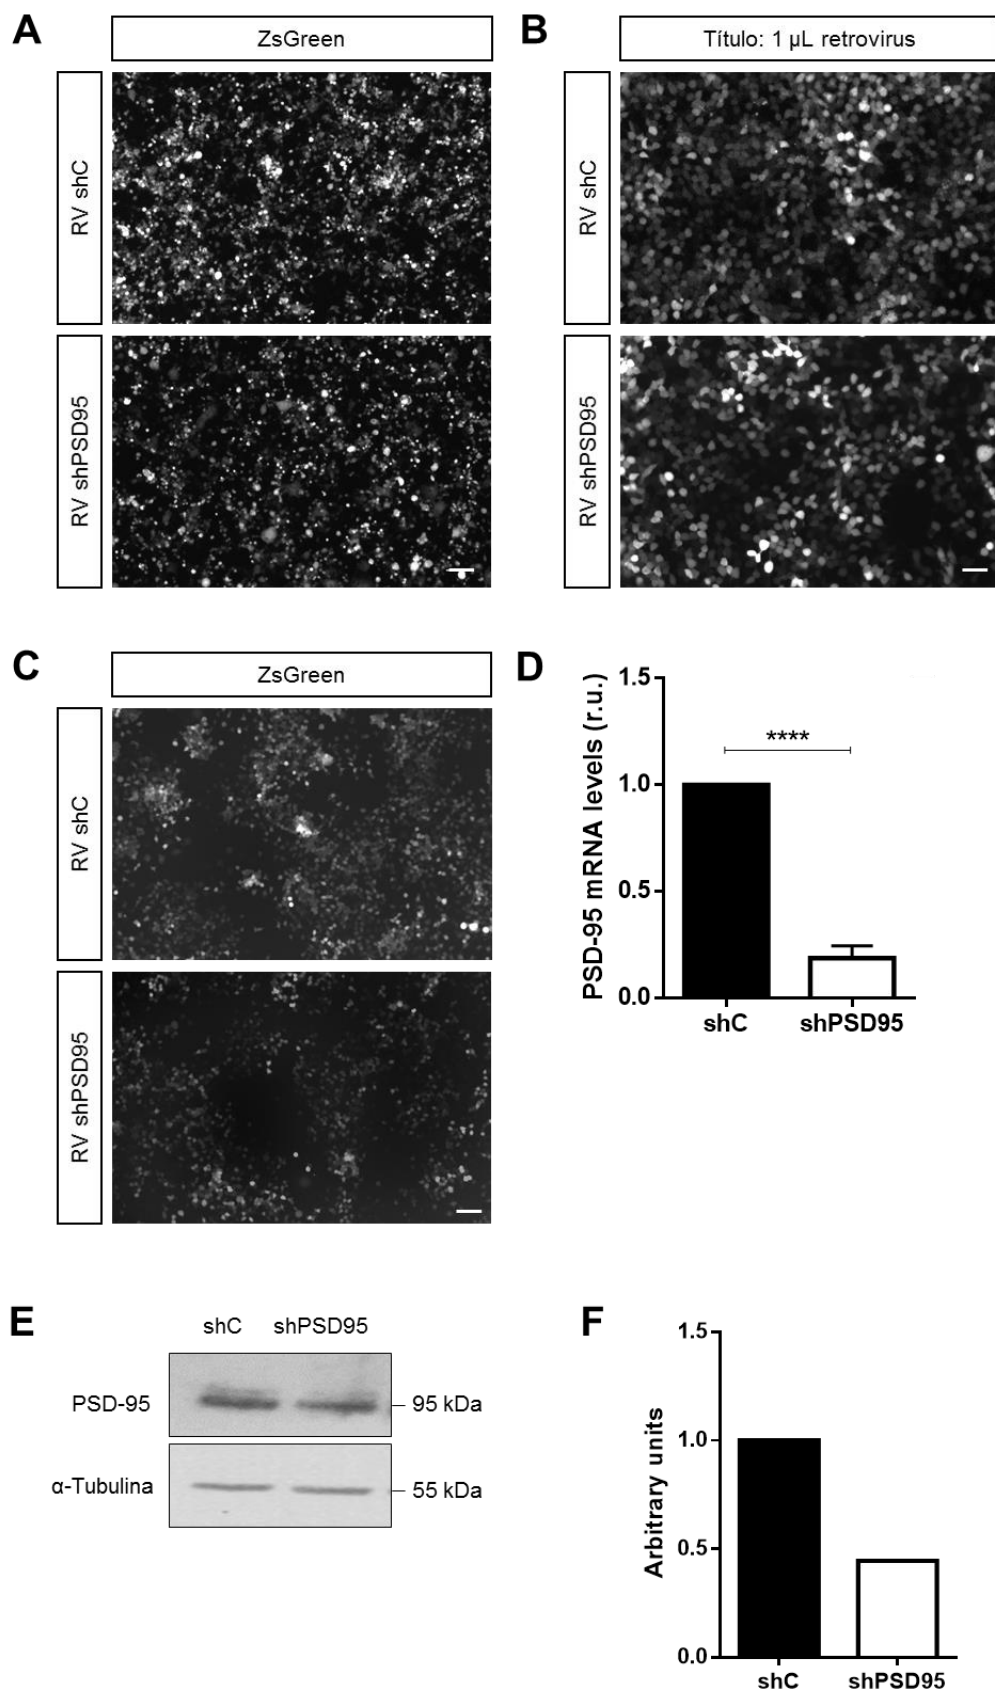 A
ZsGreen
RV shC
RV shPSD95
B
Título: 1 µL retrovirus
RV shC
RV shPSD95
C
ZsGreen
RV shC
RV shPSD95
D
PSD-95 mRNA levels (r.u.)
1.5
1.0
0.5
0.0
****
shC
shPSD95
E
shC shPSD95
PSD-95
95 kDa
α-Tubulina
55 kDa
F
Arbitrary units
1.5
1.0
0.5
0.0
shC
shPSD95